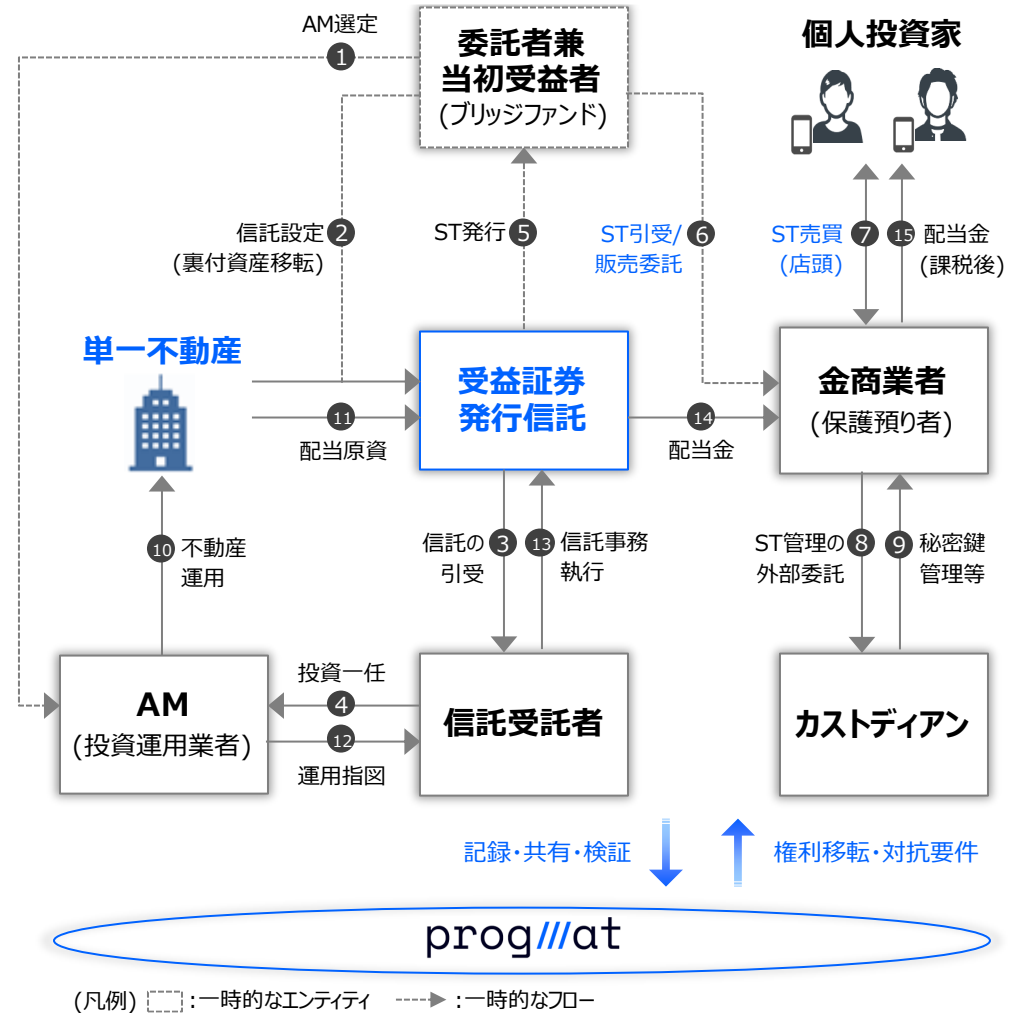 AM選定
1
委託者兼
当初受益者
(ブリッジファンド)
個人投資家
信託設定
(裏付資産移転)
2
ST発行
5
ST引受/
販売委託
6
ST売買
(店頭)
7
15
配当金
(課税後)
単一不動産
11
配当原資
受益証券
発行信託
14
配当金
金商業者
(保護預り者)
10
不動産
運用
信託の
引受
3
13
信託事務
執行
ST管理の
外部委託
8
9
秘密鍵
管理等
AM
(投資運用業者)
投資一任
4
12
運用指図
信託受託者
カストディアン
記録・共有・検証
権利移転・対抗要件
prog///at
(凡例)
:一時的なエンティティ
:一時的なフロー